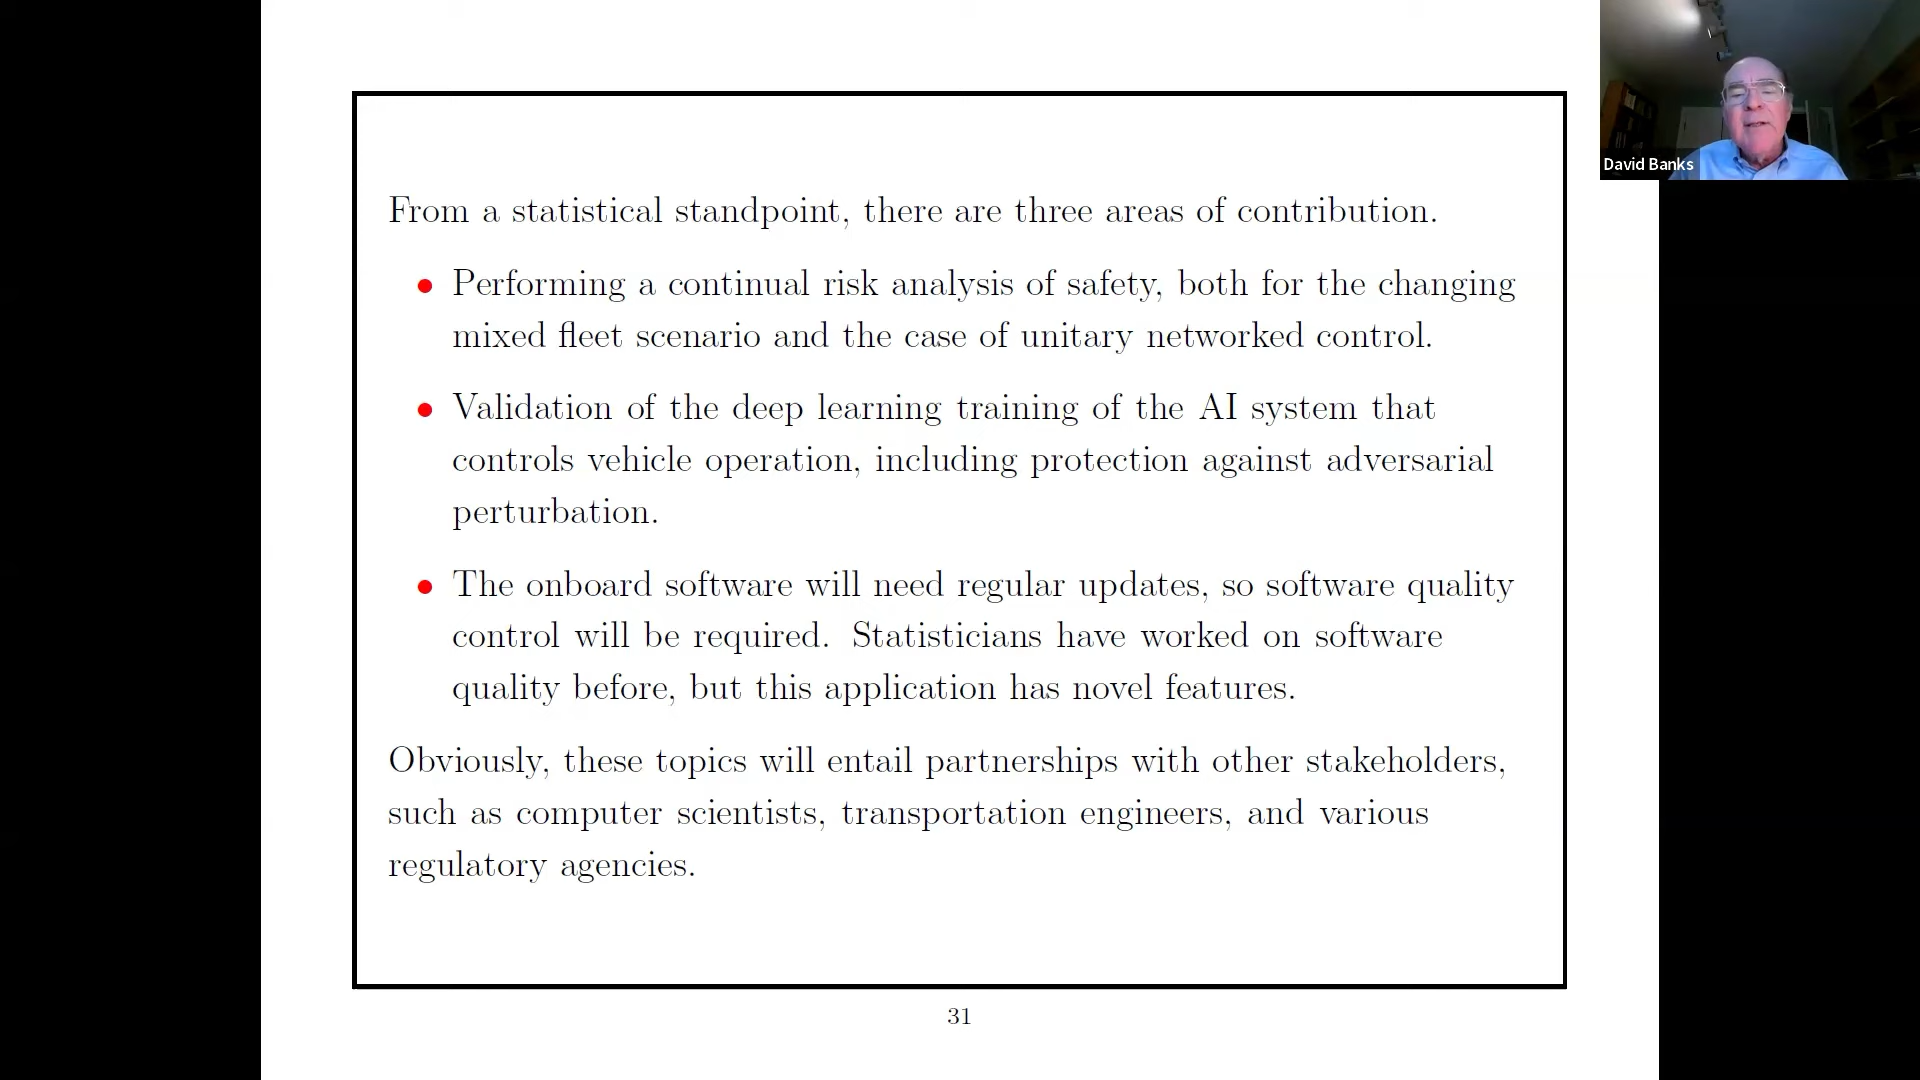 David Banks
From a statistical standpoint, there are three areas of contribution.
• Performing a continual risk analysis of safety, both for the changing
mixed fleet scenario and the case of unitary networked control.
• Validation of the deep learning training of the AI system that
controls vehicle operation, including protection against adversarial
perturbation.
• The onboard software will need regular updates, so software quality
control will be required. Statisticians have worked on software
quality before, but this application has novel features.
Obviously, these topics will entail partnerships with other stakeholders,
such as computer scientists, transportation engineers, and various
regulatory agencies.
31